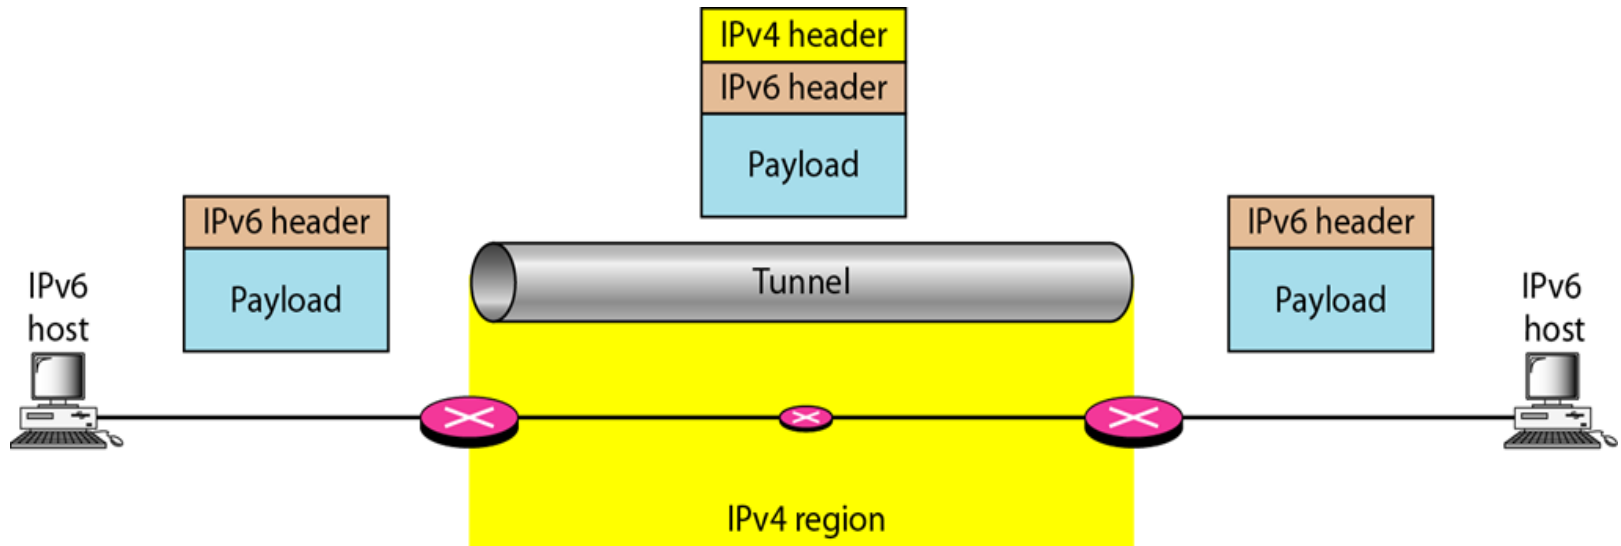 IPv4 header
IPv6 header
Payload
IPv6 header
Payload
IPv6 header
Payload
IPv6
host
Tunnel
IPv6
host
IPv4 region